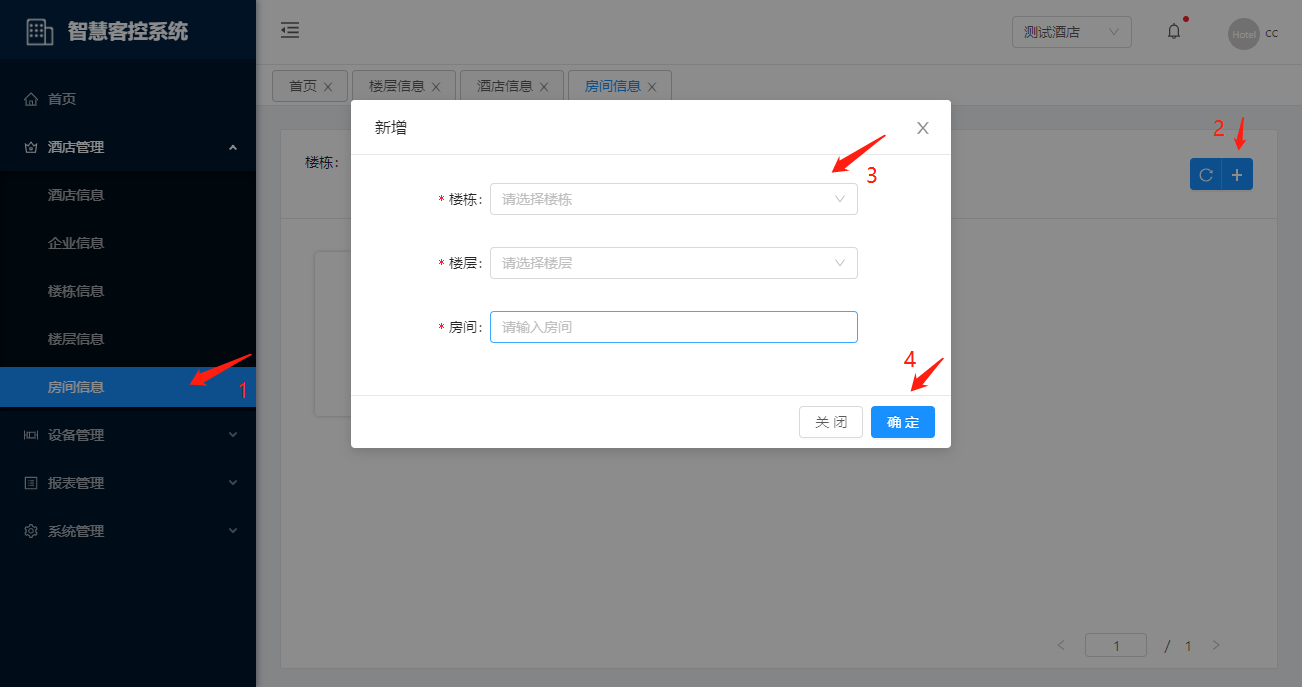 智慧客控系统
测试酒店
Hotel
cc
首页
楼层信息
酒店信息
房间信息
首页
酒店管理
酒店信息
企业信息
楼栋信息
楼层信息
房间信息
1
设备管理
报表管理
系统管理
楼栋:
2
新增
3
* 楼栋:
请选择楼栋
* 楼层:
请选择楼层
* 房间:
请输入房间
4
关 闭
确 定
1 / 1